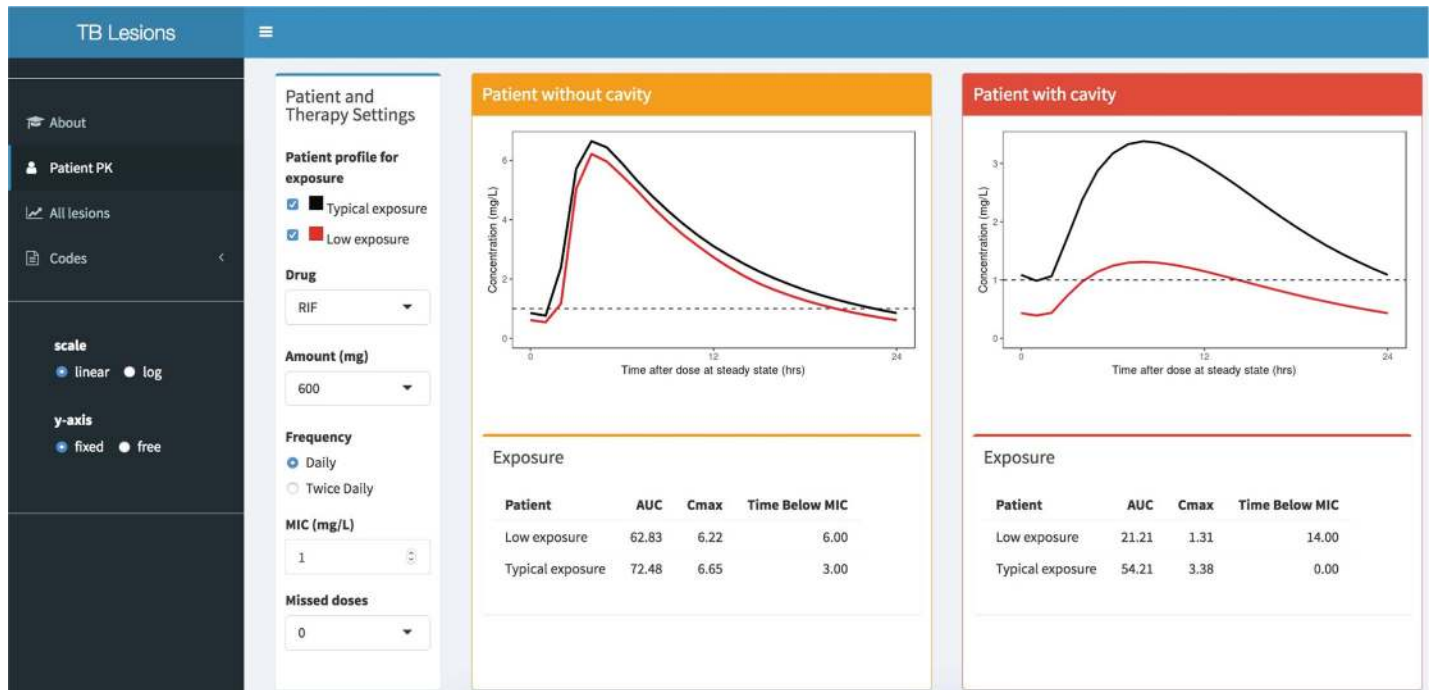 TB Lesions
About
Patient PK
All lesions
Codes
scale
linear log
y-axis
fixed free
Patient and
Therapy Settings
Patient profile for
exposure
Typical exposure
Low exposure
Drug
RIF
Amount (mg)
600
Frequency
Daily
Twice Daily
MIC (mg/L)
1
Missed doses
0
Patient without cavity
Concentration (mg/L)
6
4
2
0
0 12 24
Time after dose at steady state (hrs)
Exposure
Patient AUC Cmax Time Below MIC
Low exposure 62.83 6.22 6.00
Typical exposure 72.48 6.65 3.00
Patient with cavity
Concentration (mg/L)
3
2
1
0
0 12 24
Time after dose at steady state (hrs)
Exposure
Patient AUC Cmax Time Below MIC
Low exposure 21.21 1.31 14.00
Typical exposure 54.21 3.38 0.00